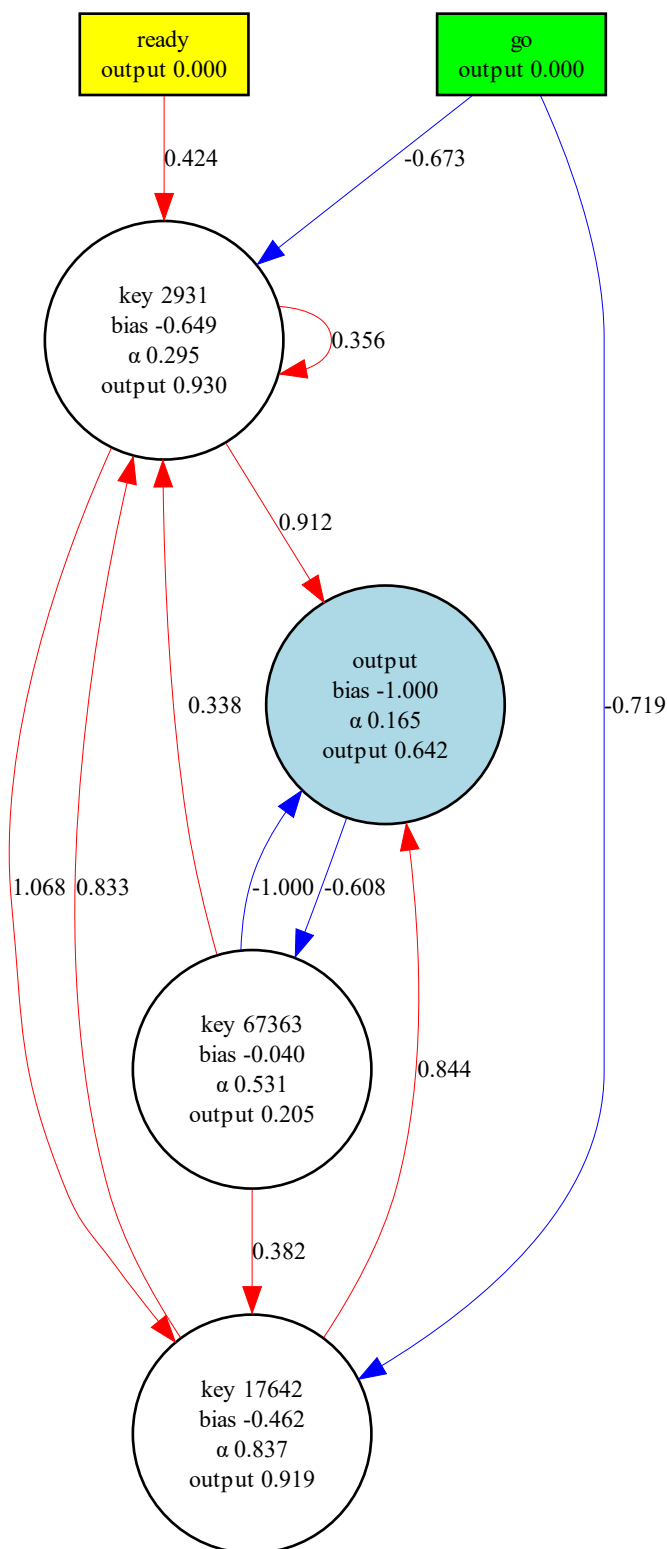 ready
output 0.000
go
output 0.000
0.424
-0.673
key 2931
bias -0.649
α 0.295
output 0.930
0.356
0.912
output
bias -1.000
α 0.165
output 0.642
0.338
-0.719
1.068
0.833
-1.000
-0.608
key 67363
bias -0.040
α 0.531
output 0.205
0.844
0.382
key 17642
bias -0.462
α 0.837
output 0.919